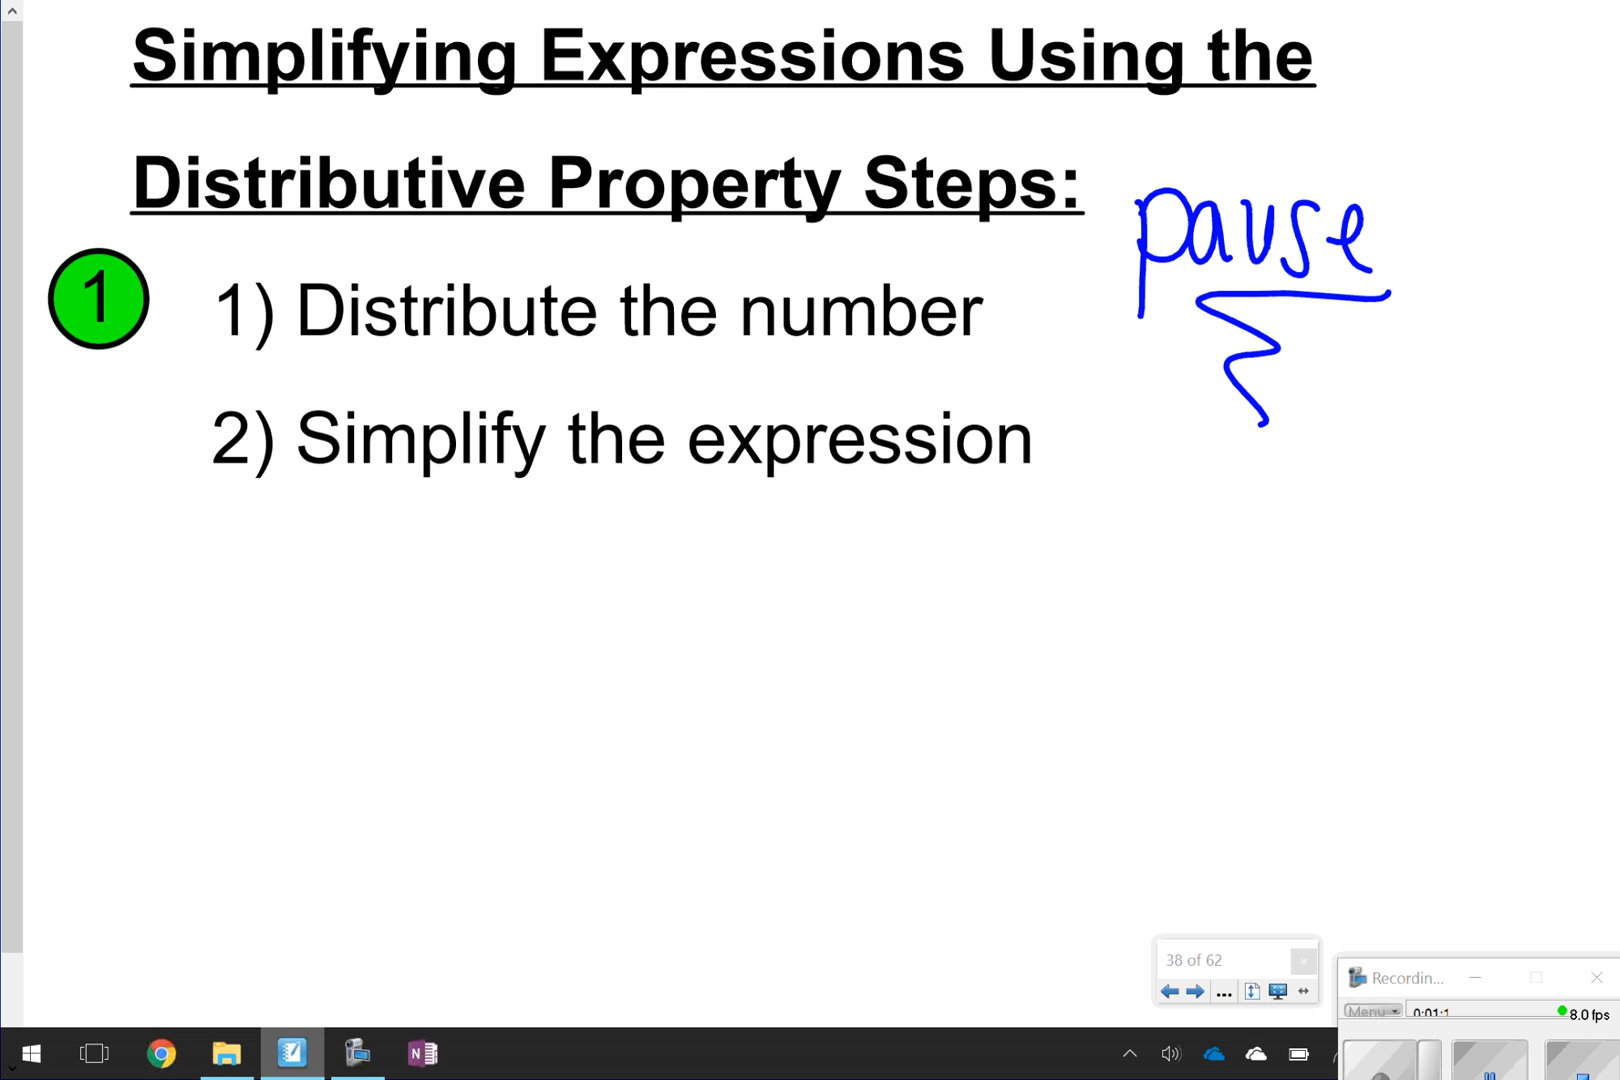 Simplifying Expressions Using the
Distributive Property Steps:
pause
1
1) Distribute the number
2) Simplify the expression
38 of 62
Recordin...
Menu
8.0 fps
N